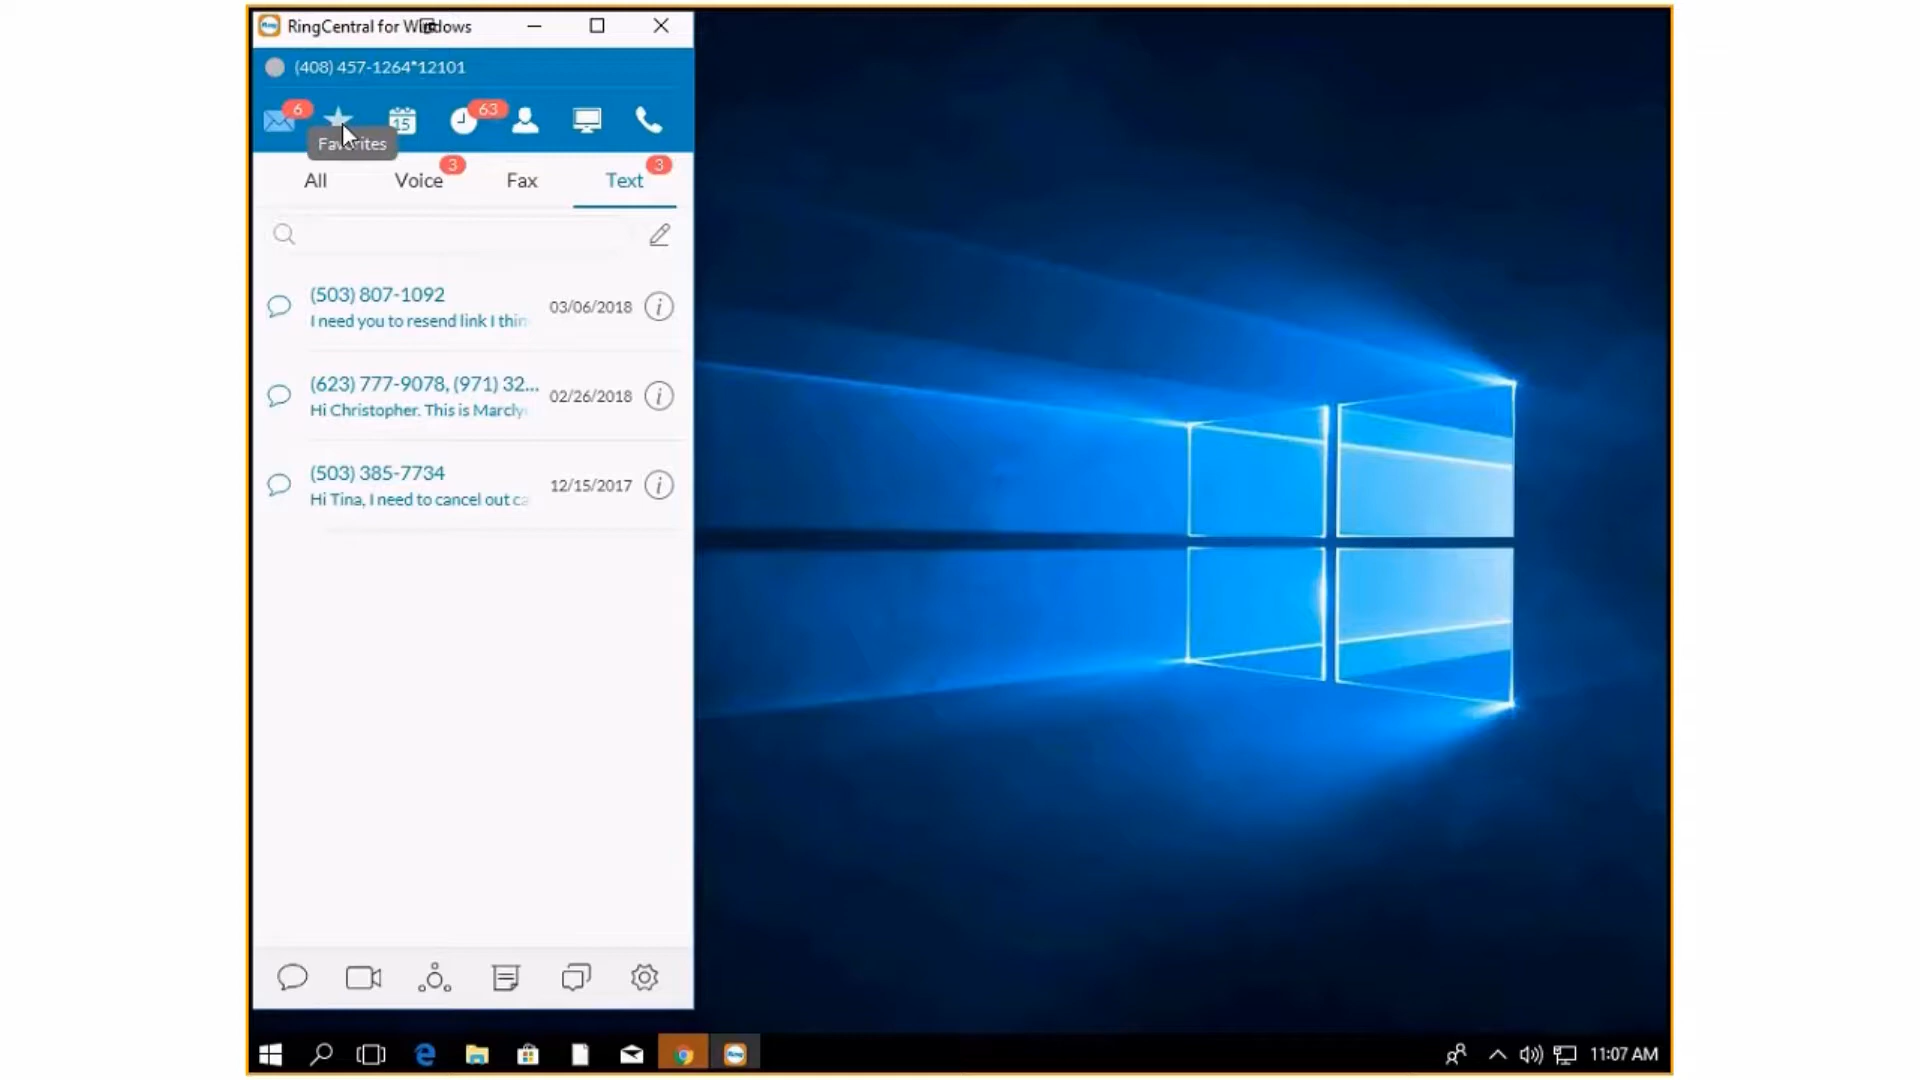 RingCentral for Windows
(408) 457-1264*12101
6
15
63
Favorites
All
Voice
3
Fax
Text
3
(503) 807-1092
I need you to resend link I thin
03/06/2018
(623) 777-9078, (971) 32...
Hi Christopher. This is Marcly
02/26/2018
(503) 385-7734
Hi Tina, I need to cancel out ca
12/15/2017
Ring
11:07 AM